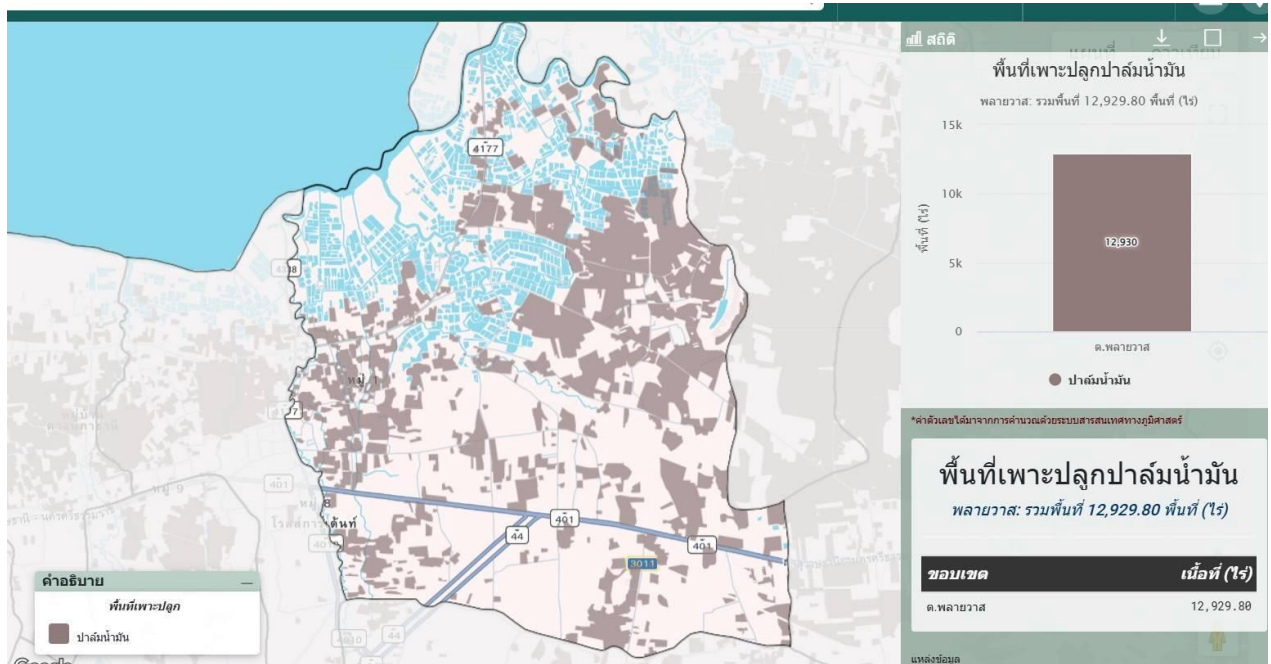 4177
หมู่ 1
401
44
401
3011
401
44
คำอธิบาย
พื้นที่เพาะปลูก
ปาล์มน้ำมัน
สถิติ
พื้นที่เพาะปลูกปาล์มน้ำมัน
พลายวาส: รวมพื้นที่ 12,929.80 พื้นที่ (ไร่)
15k
10k
5k
0
พื้นที่ (ไร่)
12,930
ต.พลายวาส
ปาล์มน้ำมัน
*ค่าตัวเลขได้มาจากการคำนวณด้วยระบบสารสนเทศทางภูมิศาสตร์
พื้นที่เพาะปลูกปาล์มน้ำมัน
พลายวาส: รวมพื้นที่ 12,929.80 พื้นที่ (ไร่)
ขอบเขต เนื้อที่ (ไร่)
ต.พลายวาส 12,929.80
แหล่งข้อมูล